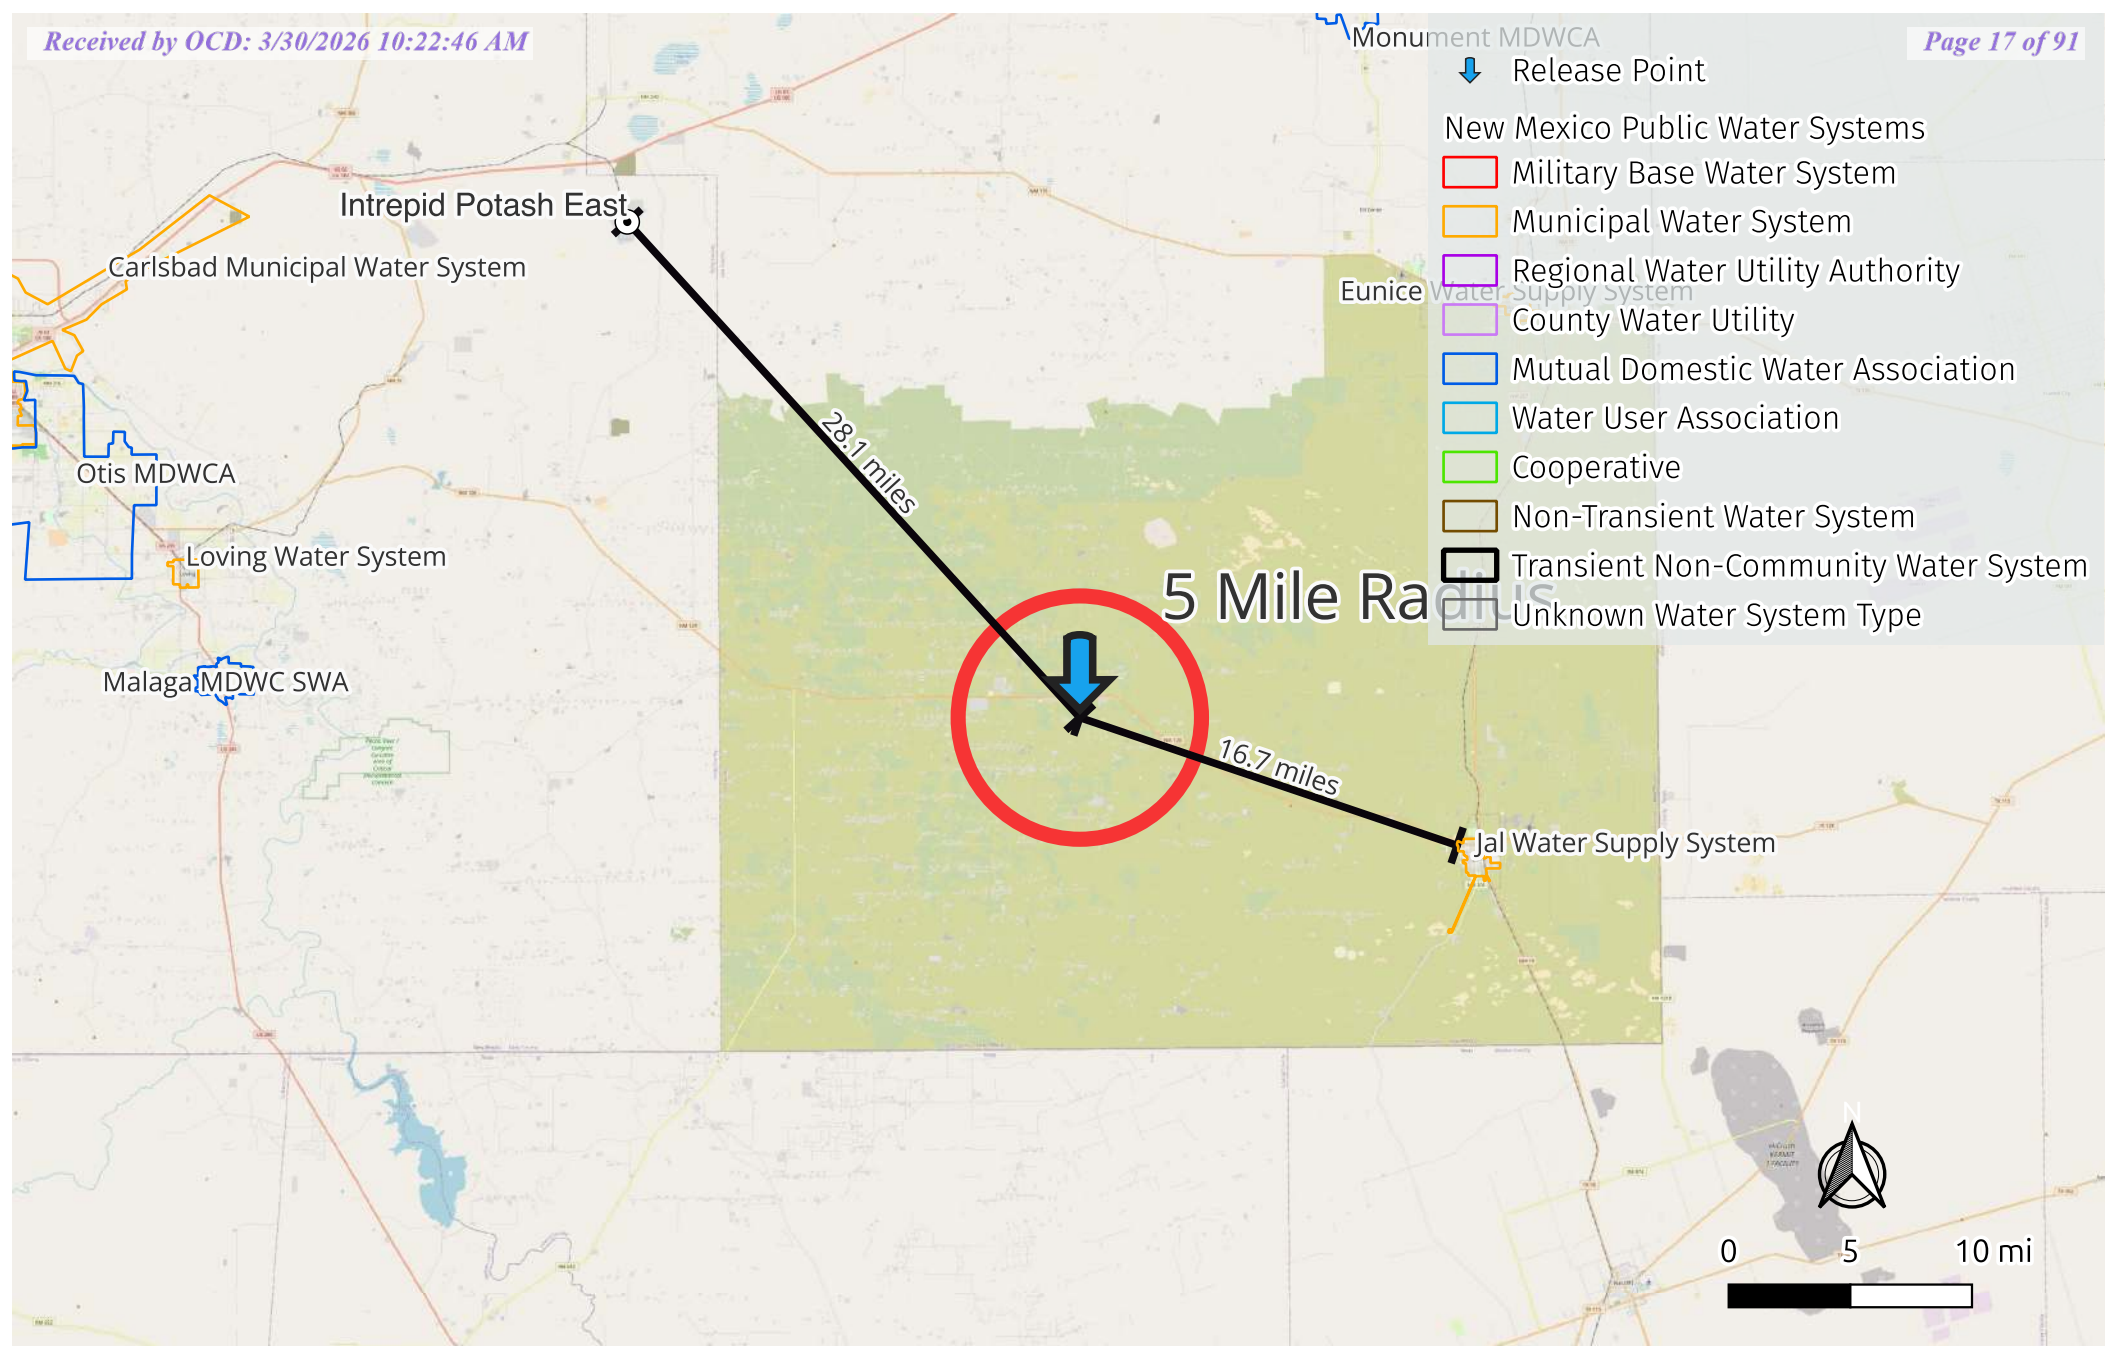 Received by OCD: 3/30/2026 10:22:46 AM
Page 17 of 91
Monument MDWCA
Release Point
New Mexico Public Water Systems
Military Base Water System
Municipal Water System
Regional Water Utility Authority
County Water Utility
Mutual Domestic Water Association
Water User Association
Cooperative
Non-Transient Water System
Transient Non-Community Water System
Unknown Water System Type
Intrepid Potash East
Carlsbad Municipal Water System
Eunice Water Supply System
28.1 miles
Otis MDWCA
Loving Water System
5 Mile Radius
Malaga MDWC SWA
16.7 miles
Jal Water Supply System
N
0 5 10 mi